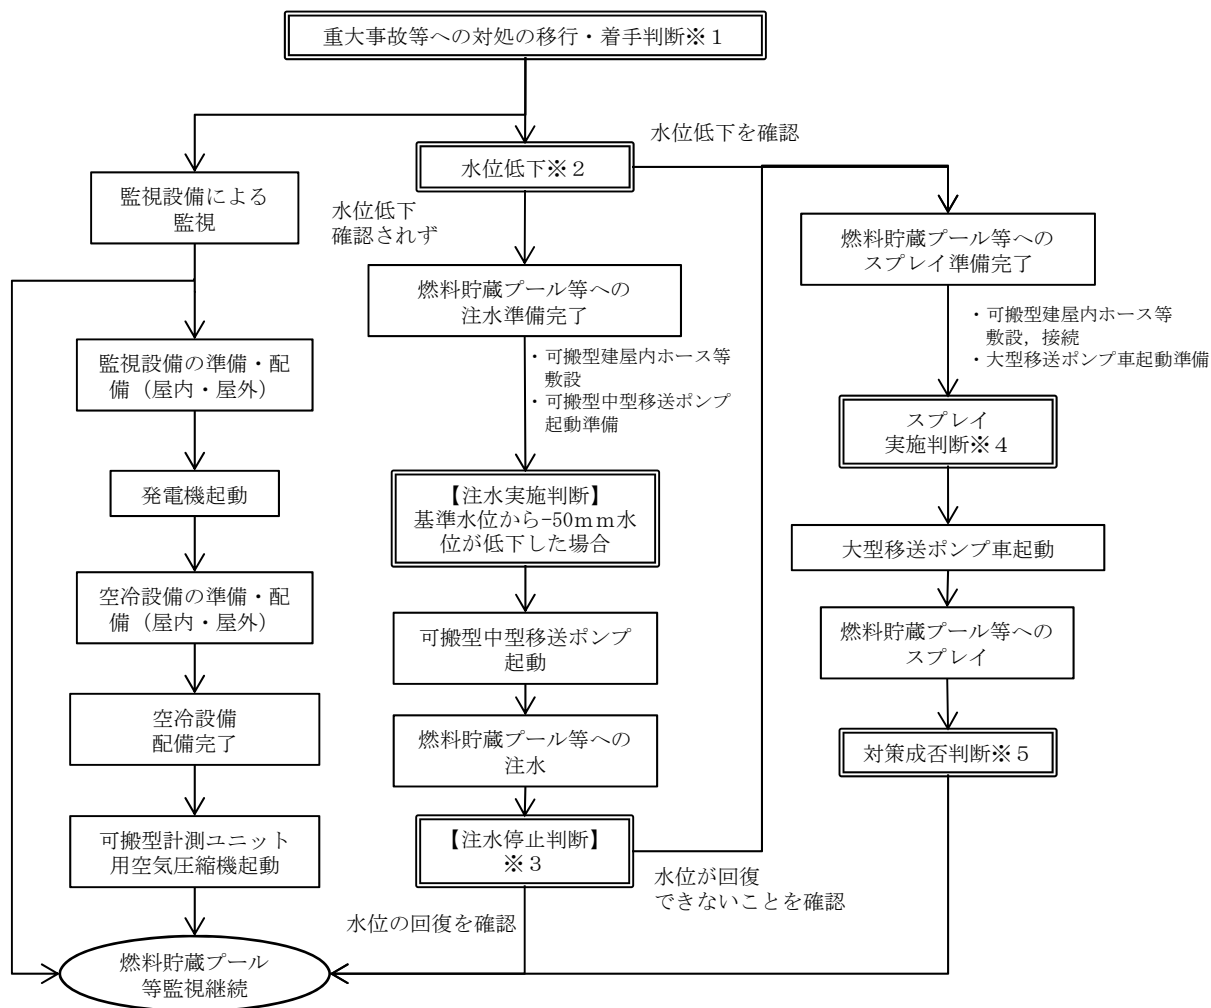 重大事故等への対処の移行・着手判断※１
水位低下を確認
水位低下※２
監視設備による
監視
水位低下
確認されず
燃料貯蔵プール等への
スプレイ準備完了
燃料貯蔵プール等への
注水準備完了
・可搬型建屋内ホース等
敷設，接続
・大型移送ポンプ車起動準備
監視設備の準備・配
備（屋内・屋外）
・可搬型建屋内ホース等
敷設
・可搬型中型移送ポンプ
起動準備
スプレイ
実施判断※４
発電機起動
【注水実施判断】
基準水位から-50ｍｍ水
位が低下した場合
大型移送ポンプ車起動
空冷設備の準備・配
備（屋内・屋外）
可搬型中型移送ポンプ
起動
燃料貯蔵プール等への
スプレイ
空冷設備
配備完了
燃料貯蔵プール等への
注水
対策成否判断※５
可搬型計測ユニット
用空気圧縮機起動
【注水停止判断】
※３
水位が回復
できないことを確認
水位の回復を確認
燃料貯蔵プール
等監視継続